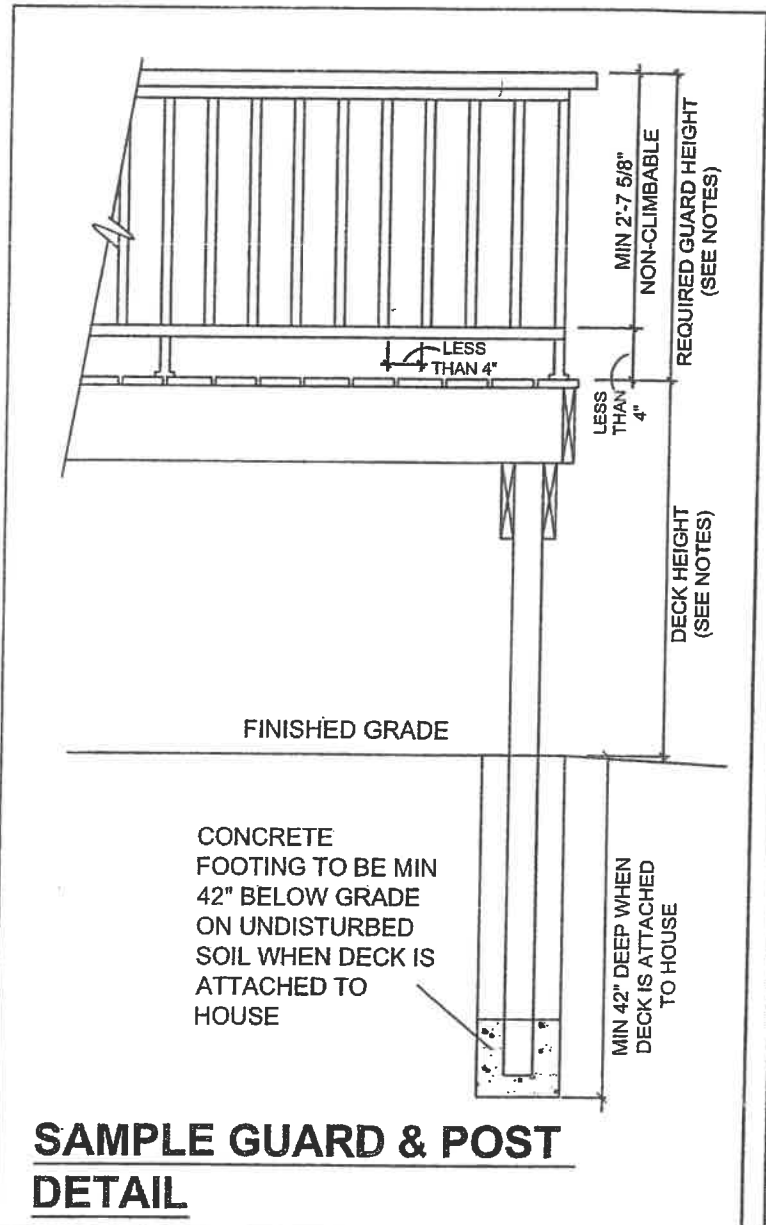 MIN 2'-7 5/8"
NON-CLIMBABLE
REQUIRED GUARD HEIGHT
(SEE NOTES)
LESS
THAN 4"
LESS
THAN
4"
DECK HEIGHT
(SEE NOTES)
FINISHED GRADE
CONCRETE
FOOTING TO BE MIN
42" BELOW GRADE
ON UNDISTURBED
SOIL WHEN DECK IS
ATTACHED TO
HOUSE
MIN 42" DEEP WHEN
DECK IS ATTACHED
TO HOUSE
SAMPLE GUARD & POST
DETAIL